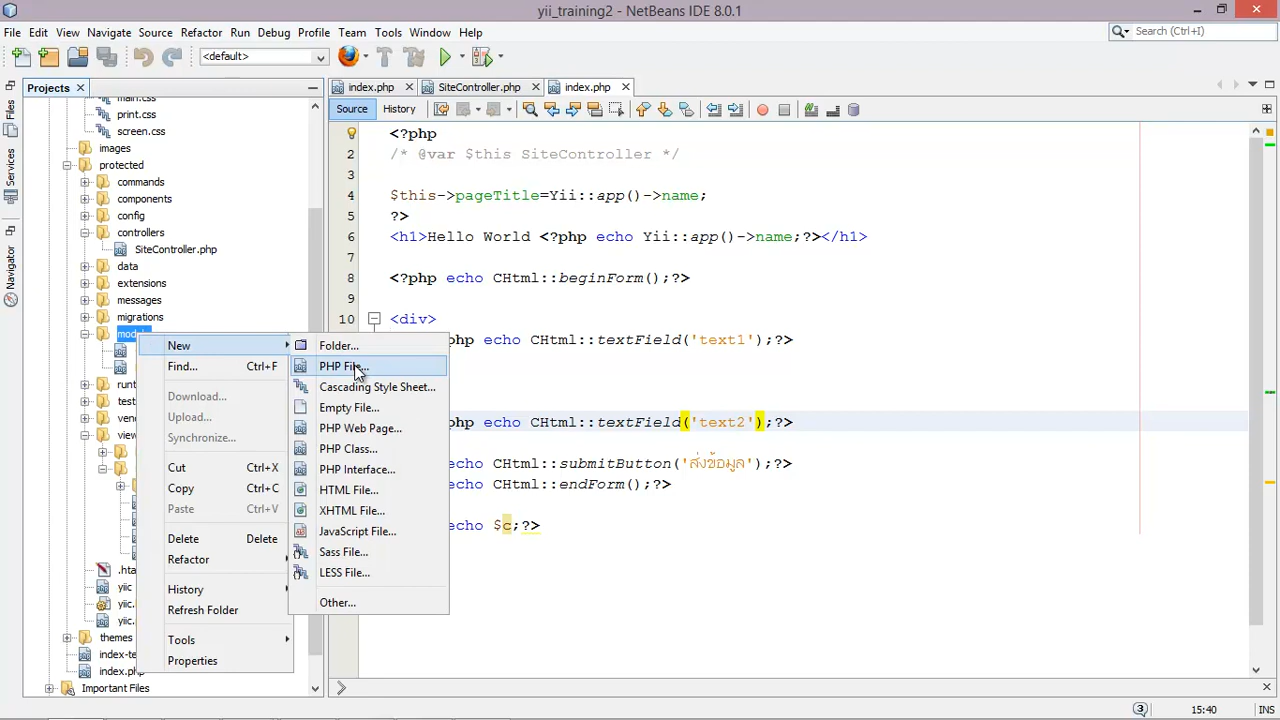 yii_training2 - NetBeans IDE 8.0.1
File Edit View Navigate Source Refactor Run Debug Profile Team Tools Window Help
Search (Ctrl+I)
<default>
Projects
index.php
SiteController.php
index.php
Source
History
Files
Services
Navigator
print.css
screen.css
images
protected
commands
components
config
controllers
SiteController.php
data
extensions
messages
migrations
themes
index.php
Important Files
New
Find... Ctrl+F
Download...
Upload...
Synchronize...
Cut Ctrl+X
Copy Ctrl+C
Paste Ctrl+V
Delete Delete
Refactor
History
Refresh Folder
Tools
Properties
Folder...
PHP File...
Cascading Style Sheet...
Empty File...
PHP Web Page...
PHP Class...
PHP Interface...
HTML File...
XHTML File...
JavaScript File...
Sass File...
LESS File...
Other...
<?php
2 /* @var $this SiteController */
3
4 $this->pageTitle=Yii::app()->name;
5 ?>
6 <h1>Hello World <?php echo Yii::app()->name;?></h1>
7
8 <?php echo CHtml::beginForm();?>
9
10 <div>
php echo CHtml::textField('text1');?>
php echo CHtml::textField('text2');?>
echo CHtml::submitButton('ส่งข้อมูล');?>
echo CHtml::endForm();?>
echo $c;?>
3
15:40
INS